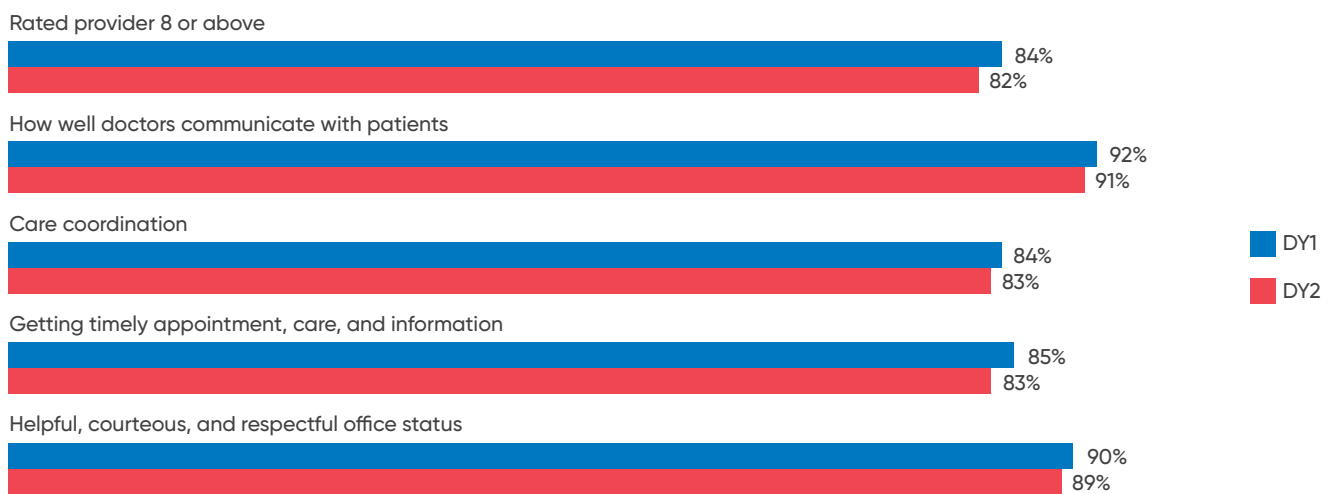 Rated provider 8 or above
84%
82%
How well doctors communicate with patients
92%
91%
Care coordination
84%
83%
DY1
DY2
Getting timely appointment, care, and information
85%
83%
Helpful, courteous, and respectful office status
90%
89%